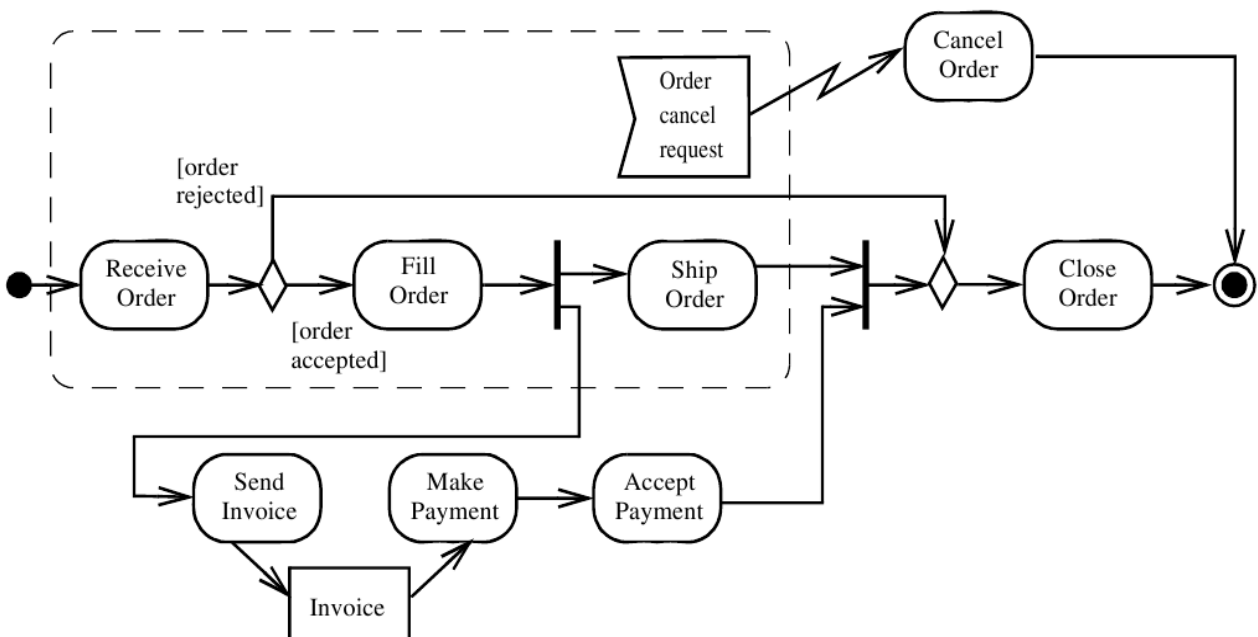 Cancel
Order
Order
cancel
request
[order
rejected]
Receive
Order
Fill
Order
Ship
Order
Close
Order
[order
accepted]
Send
Invoice
Make
Payment
Accept
Payment
Invoice